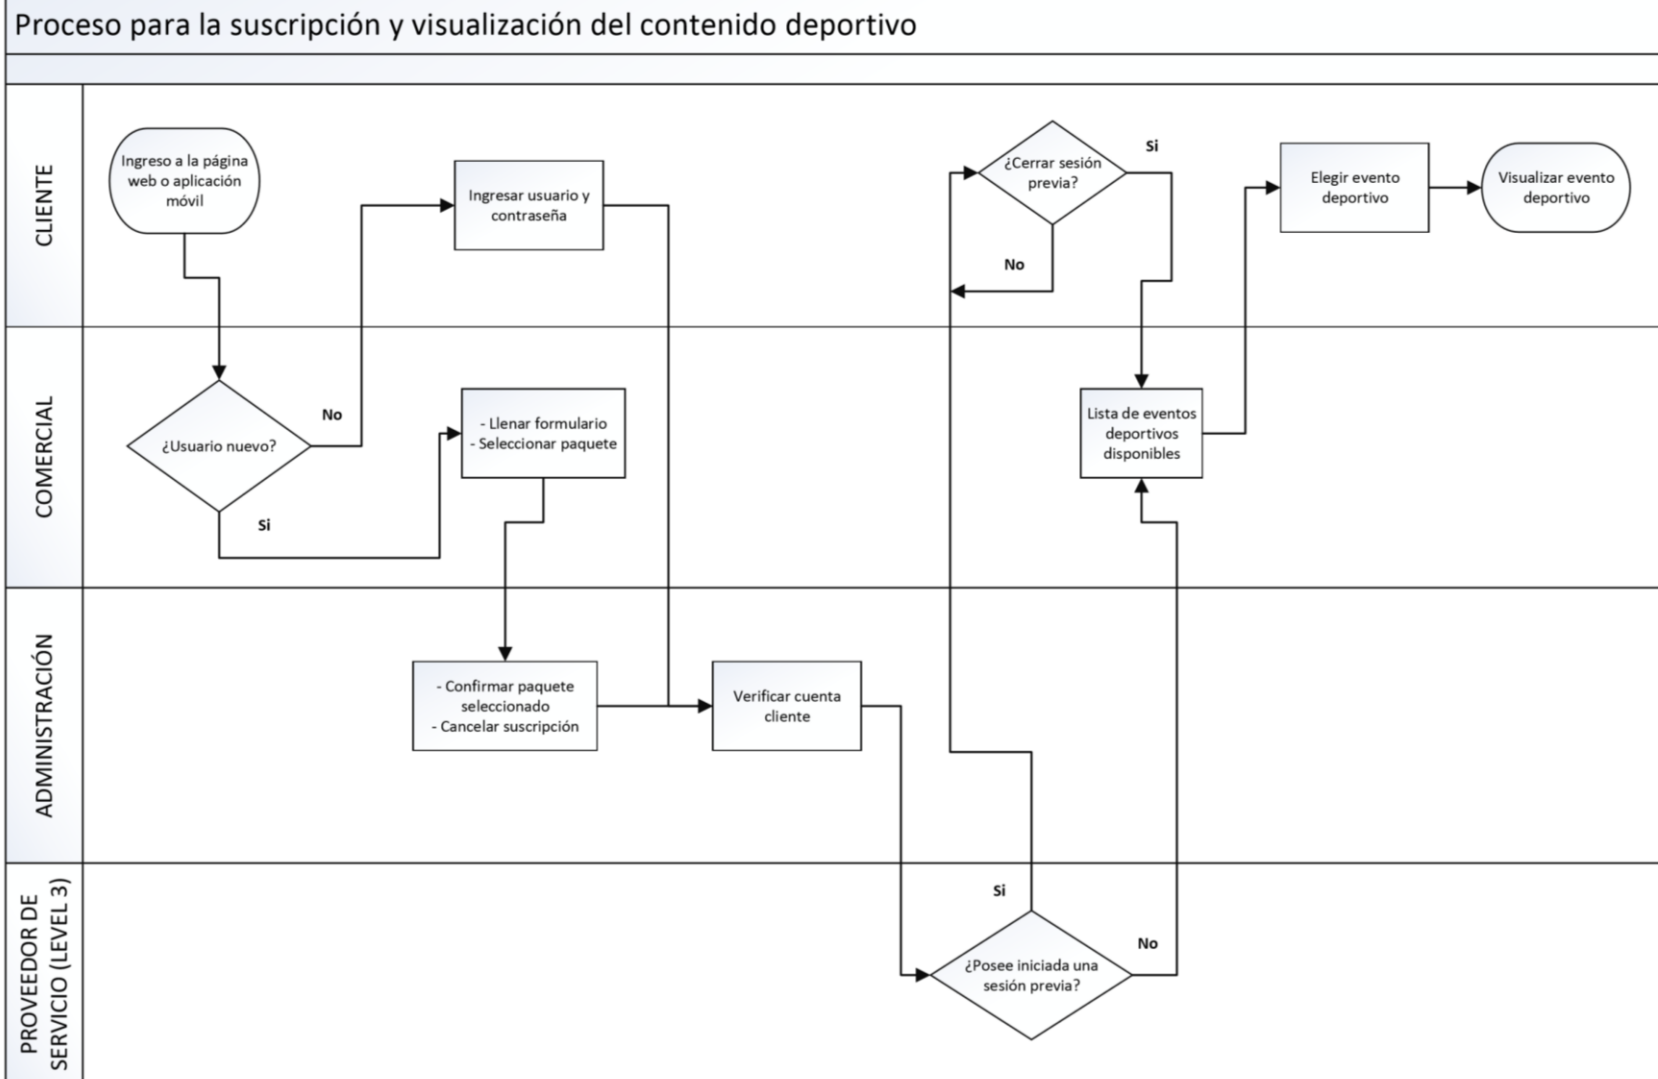 Proceso para la suscripción y visualización del contenido deportivo
CLIENTE
Ingreso a la página
web o aplicación
móvil
Ingresar usuario y
contraseña
¿Cerrar sesión
previa?
Si
No
Elegir evento
deportivo
Visualizar evento
deportivo
COMERCIAL
¿Usuario nuevo?
No
Si
- Llenar formulario
- Seleccionar paquete
Lista de eventos
deportivos
disponibles
ADMINISTRACIÓN
- Confirmar paquete
seleccionado
- Cancelar suscripción
Verificar cuenta
cliente
PROVEEDOR DE
SERVICIO (LEVEL 3)
Si
¿Posee iniciada una
sesión previa?
No